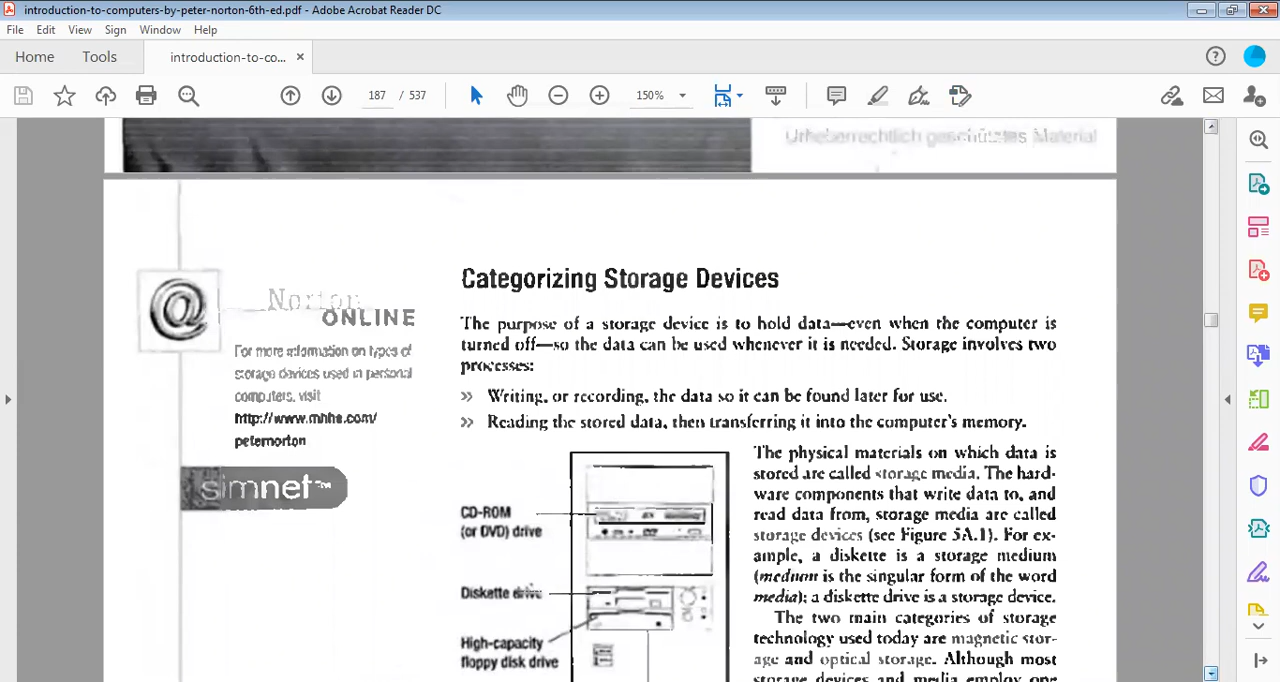 introduction-to-computers-by-peter-norton-6th-ed.pdf - Adobe Acrobat Reader DC
File Edit View Sign Window Help
Home Tools introduction-to-co... ×
187 / 537 150%
Urheberrechtlich geschütztes Material
Categorizing Storage Devices
@ Norton
ONLINE
For more information on types of
storage devices used in personal
computers, visit
http://www.mhhe.com/
peternorton
simnet™
The purpose of a storage device is to hold data—even when the computer is
turned off—so the data can be used whenever it is needed. Storage involves two
processes:
» Writing, or recording, the data so it can be found later for use.
» Reading the stored data, then transferring it into the computer's memory.
CD-ROM
(or DVD) drive
Diskette drive
High-capacity
floppy disk drive
The physical materials on which data is
stored are called storage media. The hard-
ware components that write data to, and
read data from, storage media are called
storage devices (see Figure 5A.1). For ex-
ample, a diskette is a storage medium
(medium is the singular form of the word
media); a diskette drive is a storage device.
The two main categories of storage
technology used today are magnetic stor-
age and optical storage. Although most
storage devices and media employ one